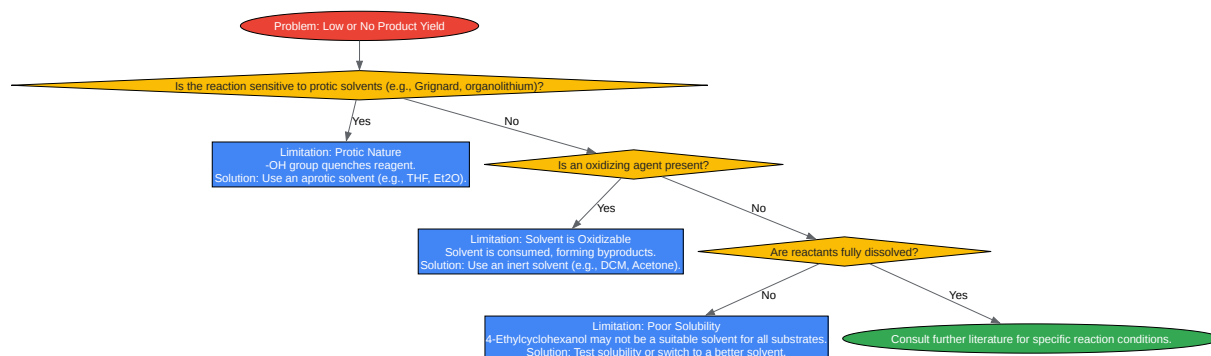 Problem: Low or No Product Yield
Is the reaction sensitive to protic solvents (e.g., Grignard, organolithium)?
Yes
No
Limitation: Protic Nature
-OH group quenches reagent.
Solution: Use an aprotic solvent (e.g., THF, Et2O).
Is an oxidizing agent present?
Yes
No
Limitation: Solvent is Oxidizable
Solvent is consumed, forming byproducts.
Solution: Use an inert solvent (e.g., DCM, Acetone).
Are reactants fully dissolved?
No
Yes
Limitation: Poor Solubility
4-Ethylcyclohexanol may not be a suitable solvent for all substrates.
Solution: Test solubility or switch to a better solvent.
Consult further literature for specific reaction conditions.